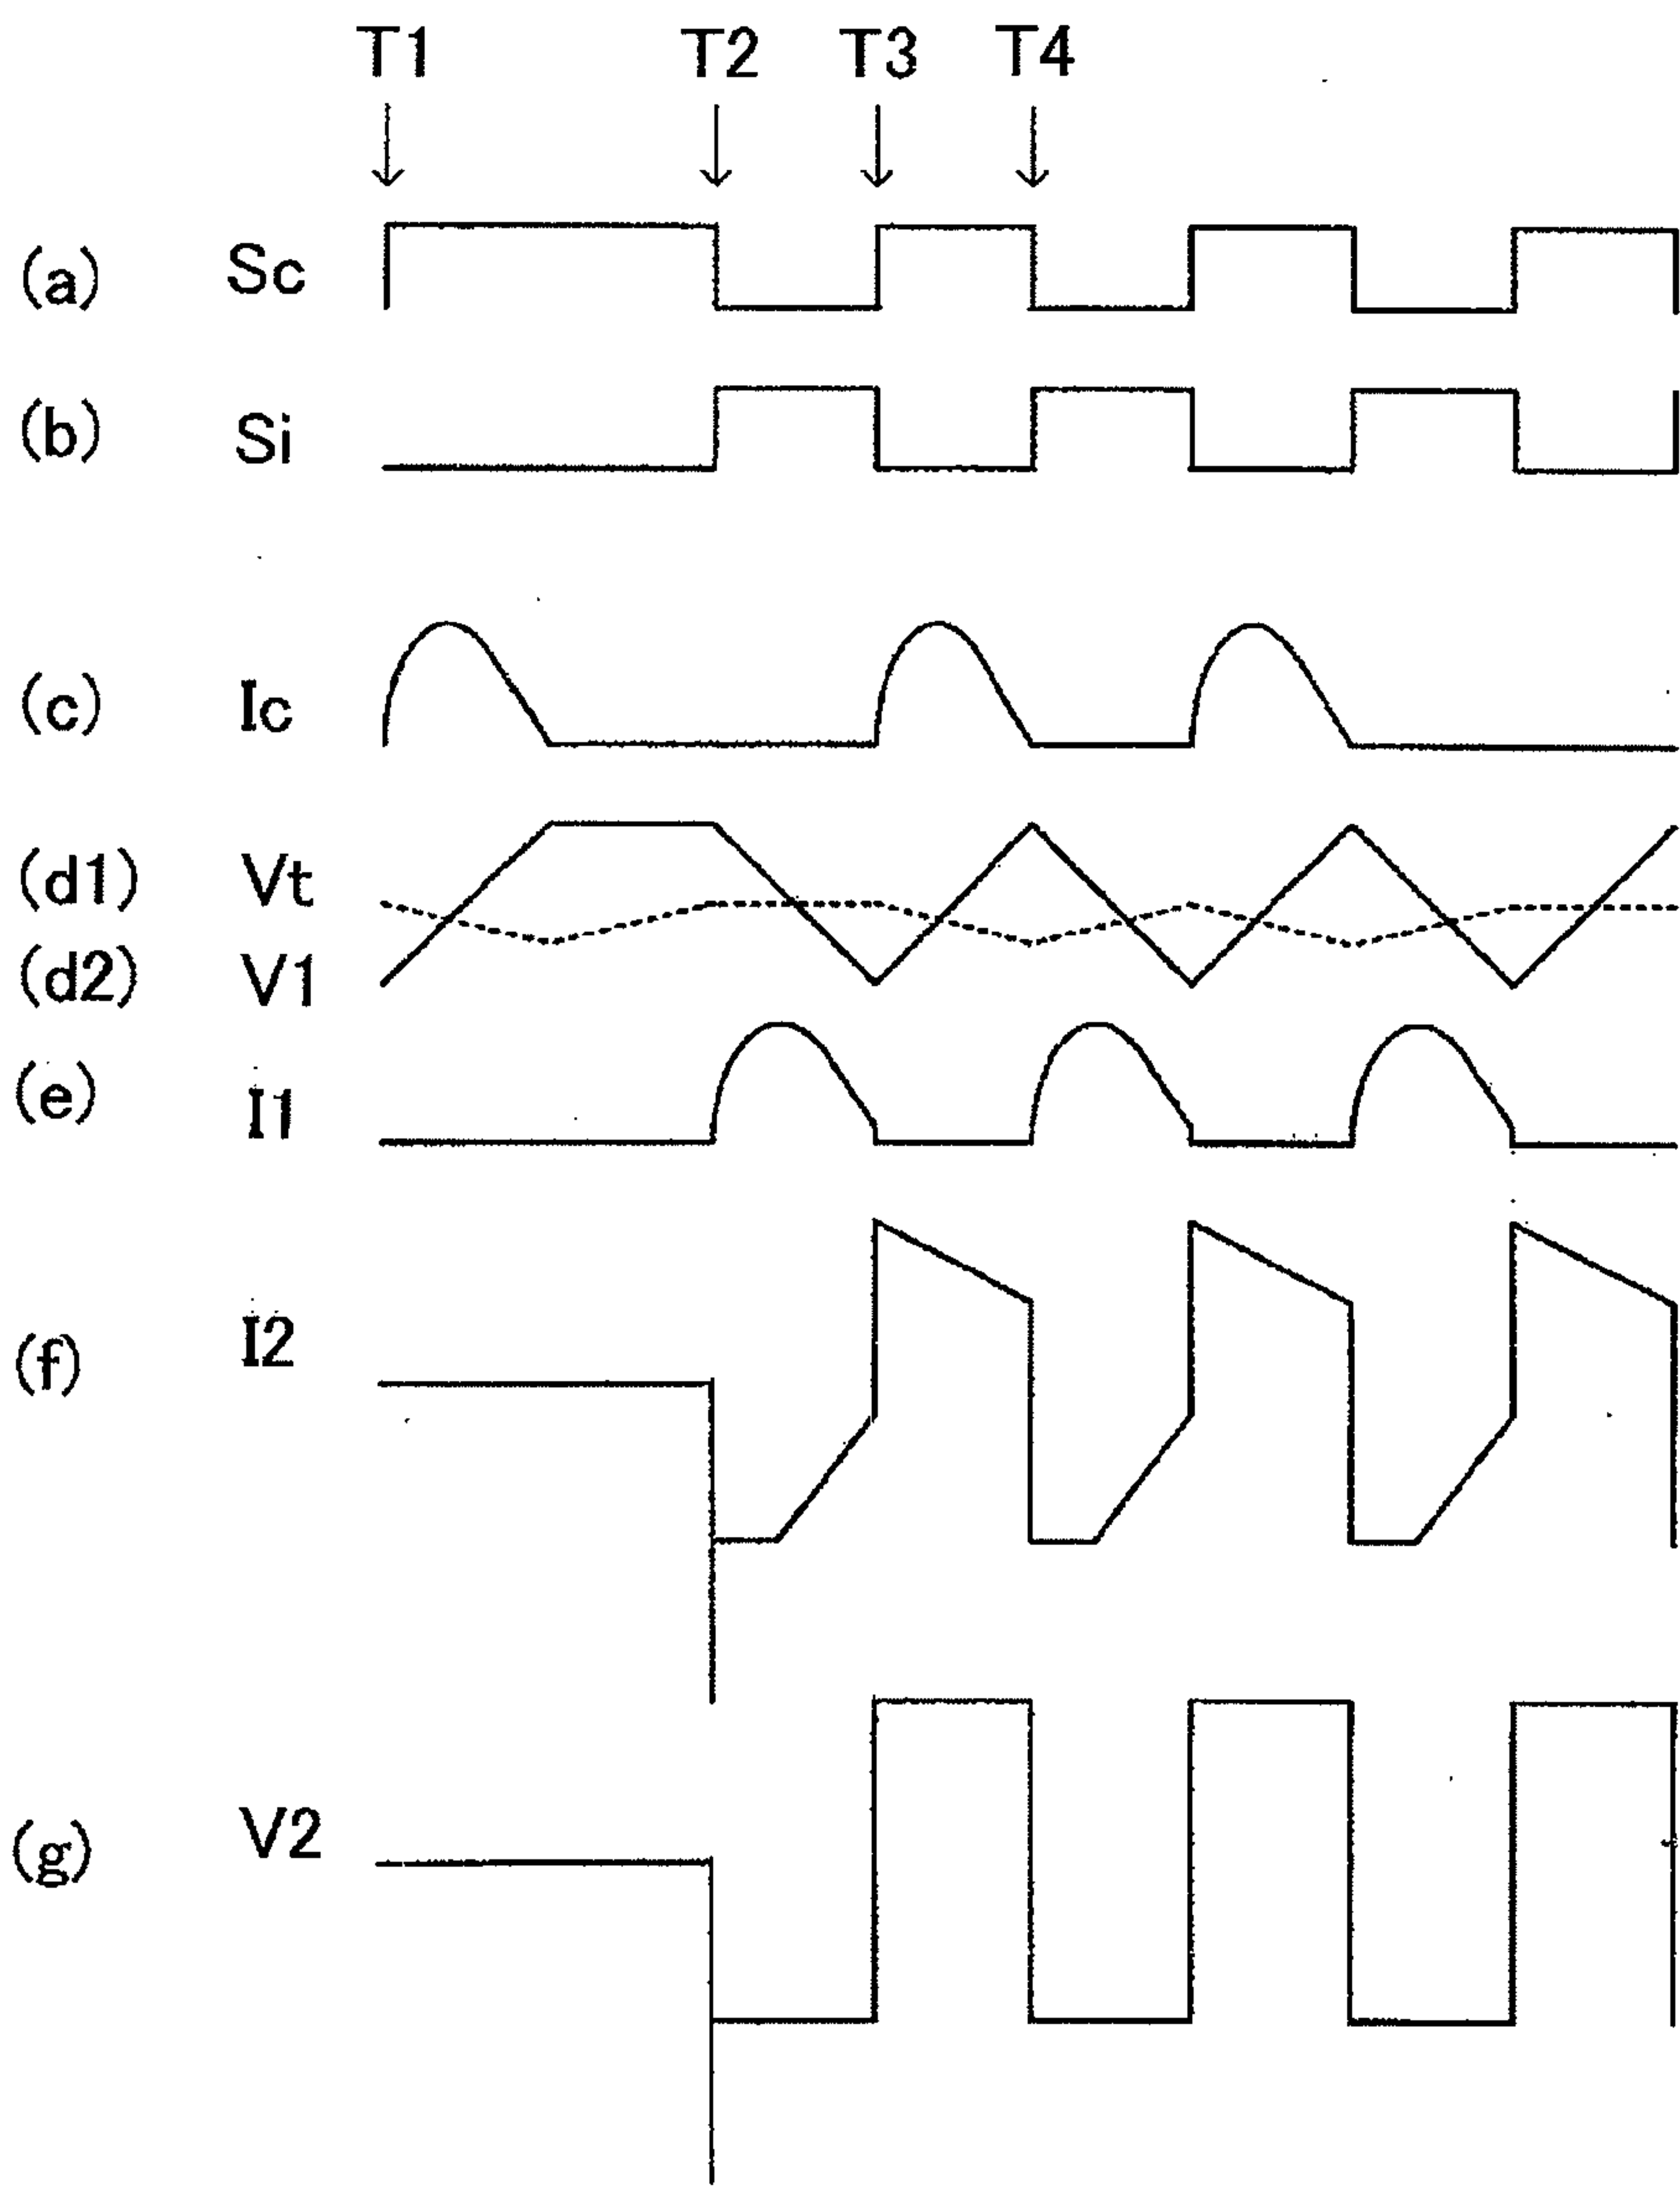 T1 T2 T3 T4
(a) Sc
(b) Si
(c) Ic
(d1) Vt
(d2) V1
(e) I1
(f) I2
(g) V2